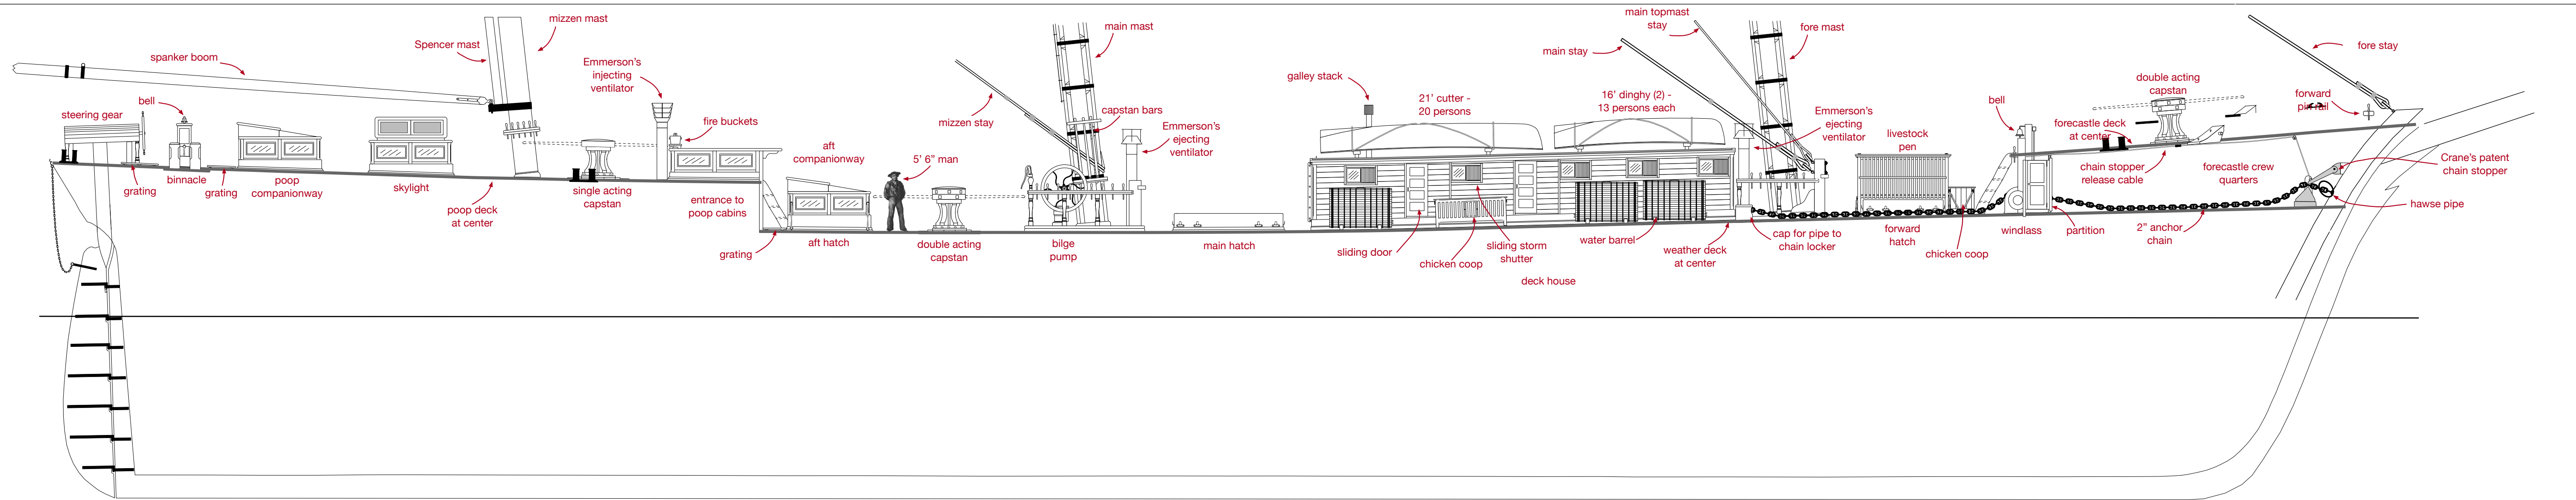 spanker boom
steering gear
bell
grating
binnacle
grating
poop
companionway
skylight
Spencer mast
mizzen mast
poop deck
at center
Emmerson's
injecting
ventilator
single acting
capstan
fire buckets
entrance to
poop cabins
grating
aft
companionway
aft hatch
5' 6" man
double acting
capstan
mizzen stay
main mast
capstan bars
Emmerson's
ejecting
ventilator
bilge
pump
main hatch
galley stack
21' cutter -
20 persons
16' dinghy (2) -
13 persons each
sliding door
chicken coop
sliding storm
shutter
deck house
water barrel
weather deck
at center
main stay
main topmast
stay
fore mast
Emmerson's
ejecting
ventilator
cap for pipe to
chain locker
livestock
pen
forward
hatch
chicken coop
bell
windlass
partition
forecastle deck
at center
double acting
capstan
chain stopper
release cable
2" anchor
chain
forecastle crew
quarters
forward
pin rail
fore stay
Crane's patent
chain stopper
hawse pipe